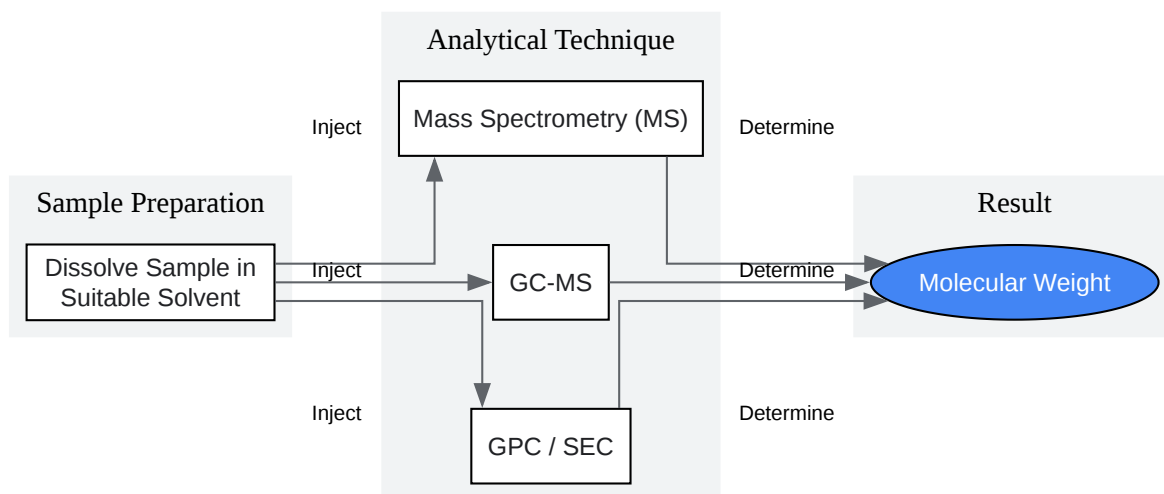 Analytical Technique
Mass Spectrometry (MS)
Inject
Determine
Sample Preparation
Dissolve Sample in
Suitable Solvent
Inject
GC-MS
Determine
Result
Molecular Weight
Inject
GPC / SEC
Determine